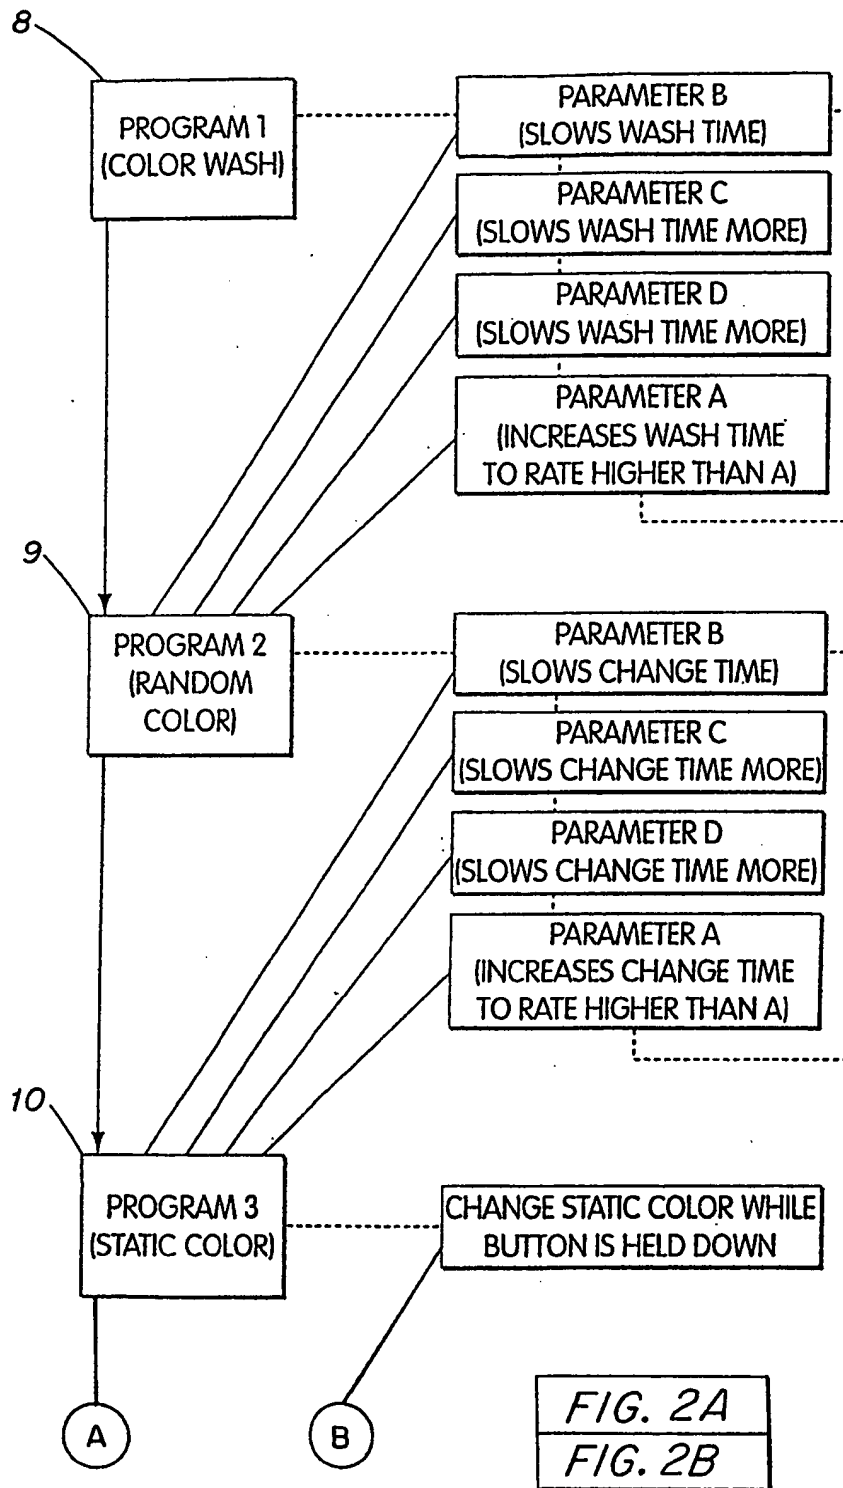 8
PROGRAM 1
(COLOR WASH)
PARAMETER B
(SLOWS WASH TIME)
PARAMETER C
(SLOWS WASH TIME MORE)
PARAMETER D
(SLOWS WASH TIME MORE)
PARAMETER A
(INCREASES WASH TIME
TO RATE HIGHER THAN A)
9
PROGRAM 2
(RANDOM
COLOR)
PARAMETER B
(SLOWS CHANGE TIME)
PARAMETER C
(SLOWS CHANGE TIME MORE)
PARAMETER D
(SLOWS CHANGE TIME MORE)
PARAMETER A
(INCREASES CHANGE TIME
TO RATE HIGHER THAN A)
10
PROGRAM 3
(STATIC COLOR)
CHANGE STATIC COLOR WHILE
BUTTON IS HELD DOWN
A
B
FIG. 2A
FIG. 2B